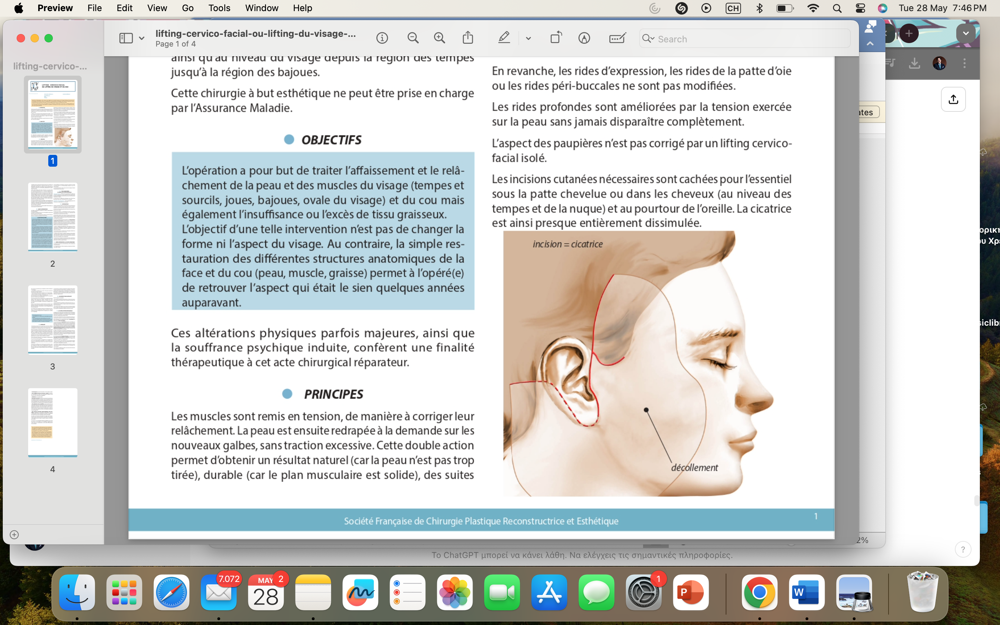 Preview File Edit View Go Tools Window Help
CH
Tue 28 May 7:46 PM
lifting-cervico-facial-ou-lifting-du-visage-...
Page 1 of 4
Search
lifting-cervico-...
1
2
3
4
ainsi qu'au niveau du visage depuis la région des tempes
jusqu'à la région des bajoues.
Cette chirurgie à but esthétique ne peut être prise en charge
par l'Assurance Maladie.
OBJECTIFS
L'opération a pour but de traiter l'affaissement et le relâ-
chement de la peau et des muscles du visage (tempes et
sourcils, joues, bajoues, ovale du visage) et du cou mais
également l'insuffisance ou l'excès de tissu graisseux.
L'objectif d'une telle intervention n'est pas de changer la
forme ni l'aspect du visage. Au contraire, la simple res-
tauration des différentes structures anatomiques de la
face et du cou (peau, muscle, graisse) permet à l'opéré(e)
de retrouver l'aspect qui était le sien quelques années
auparavant.
Ces altérations physiques parfois majeures, ainsi que
la souffrance psychique induite, confèrent une finalité
thérapeutique à cet acte chirurgical réparateur.
PRINCIPES
Les muscles sont remis en tension, de manière à corriger leur
relâchement. La peau est ensuite redrapée à la demande sur les
nouveaux galbes, sans traction excessive. Cette double action
permet d'obtenir un résultat naturel (car la peau n'est pas trop
tirée), durable (car le plan musculaire est solide), des suites
En revanche, les rides d'expression, les rides de la patte d'oie
ou les rides péri-buccales ne sont pas modifiées.
Les rides profondes sont améliorées par la tension exercée
sur la peau sans jamais disparaître complètement.
L'aspect des paupières n'est pas corrigé par un lifting cervico-
facial isolé.
Les incisions cutanées nécessaires sont cachées pour l'essentiel
sous la patte chevelue ou dans les cheveux (au niveau des
tempes et de la nuque) et au pourtour de l'oreille. La cicatrice
est ainsi presque entièrement dissimulée.
incision = cicatrice
décollement
Société Française de Chirurgie Plastique Reconstructrice et Esthétique
1
ates
ορική
ου Χρ
siclibr
2%
?
Το ChatGPT μπορεί να κάνει λάθη. Να ελέγχεις τις σημαντικές πληροφορίες.
7.072
MAY
28
2
1
P
W